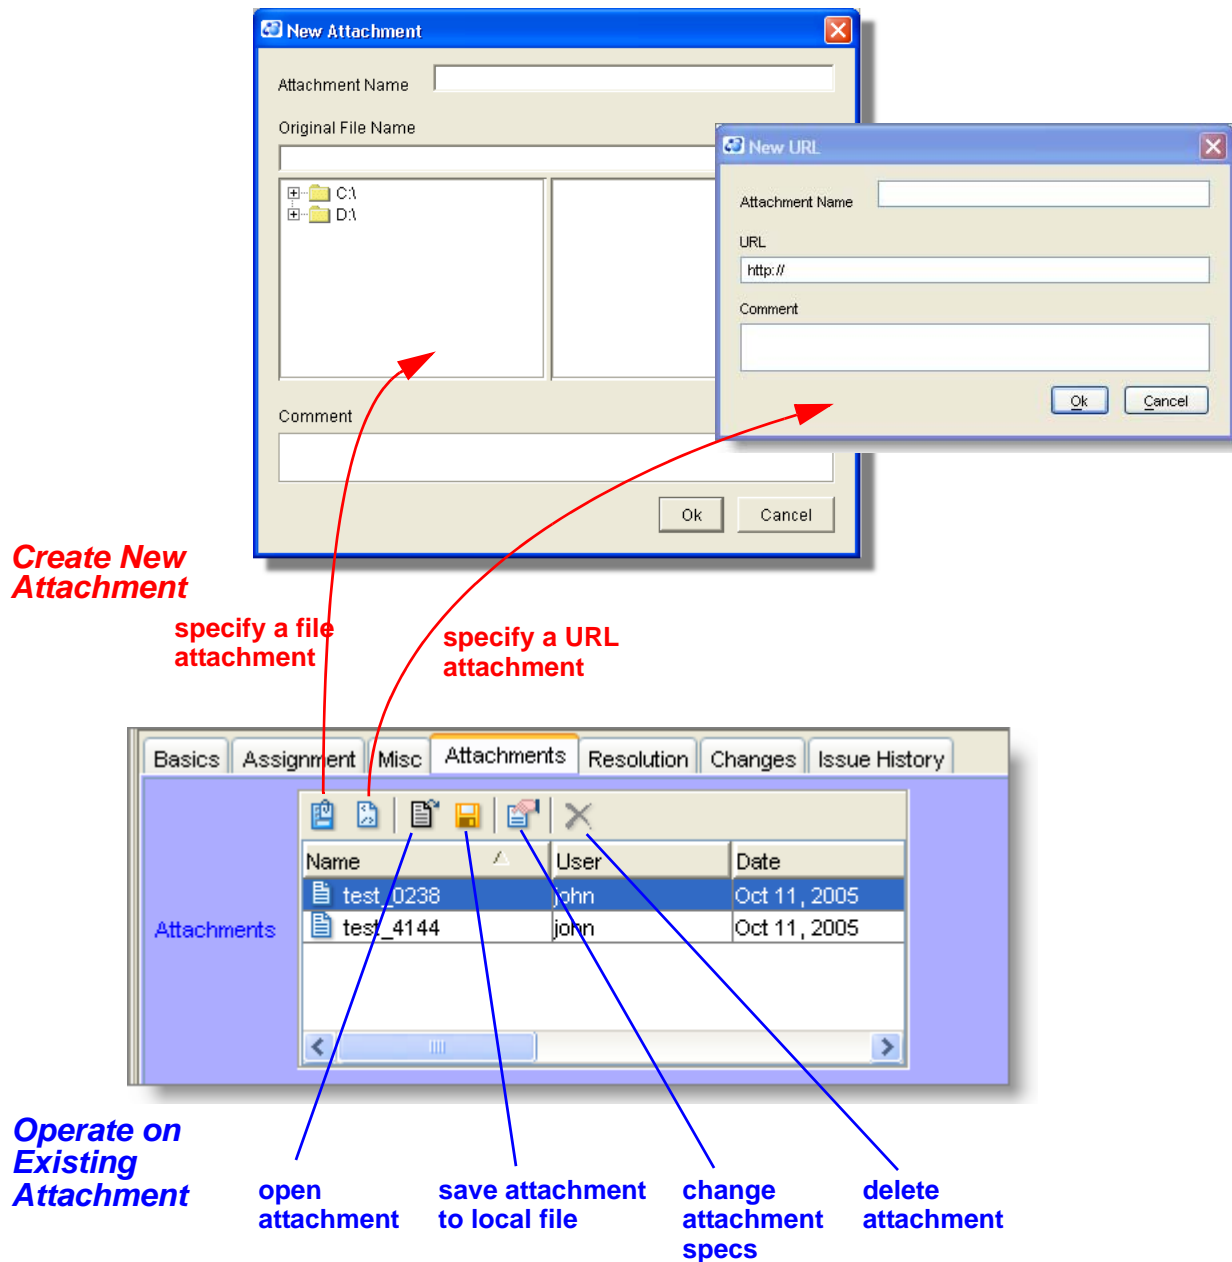 New Attachment
Attachment Name
Original File Name
C:\
D:\
Comment
Ok Cancel
New URL
Attachment Name
URL
http://
Comment
Ok Cancel
Create New
Attachment
specify a file
attachment
specify a URL
attachment
Basics Assignment Misc Attachments Resolution Changes Issue History
Attachments
Name User Date
test_0238 john Oct 11, 2005
test_4144 john Oct 11, 2005
Operate on
Existing
Attachment
open
attachment
save attachment
to local file
change
attachment
specs
delete
attachment